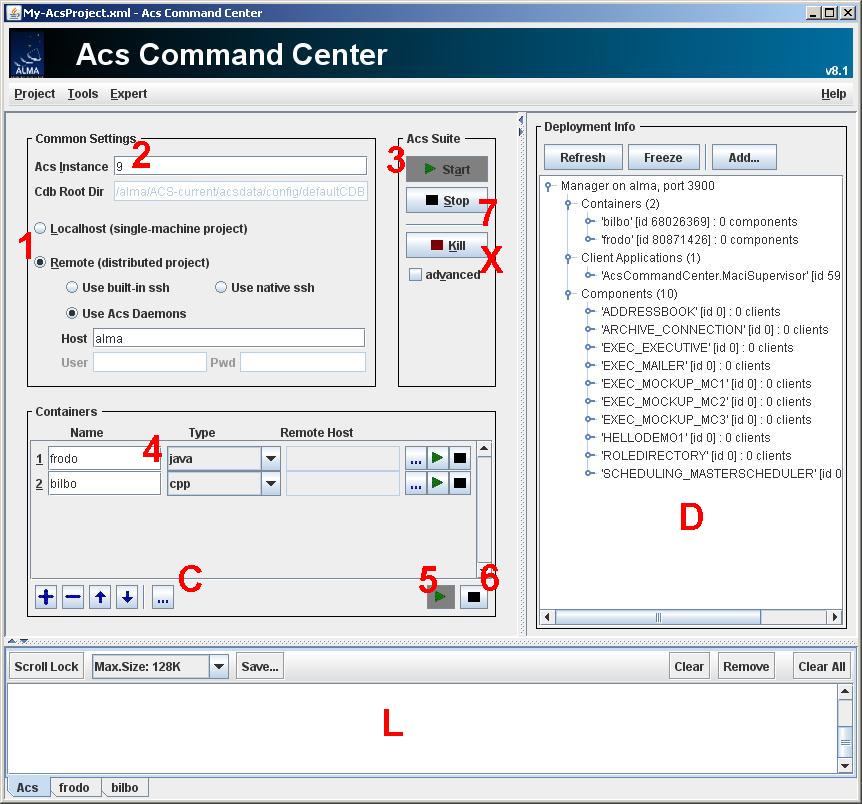 My-AcsProject.xml - Acs Command Center
ALMA
Acs Command Center
v8.1
Project Tools Expert Help
Common Settings
2
Acs Instance 9
Cdb Root Dir /alma/ACS-current/acsdata/config/defaultCDB
1
Localhost (single-machine project)
Remote (distributed project)
Use built-in ssh Use native ssh
Use Acs Daemons
Host alma
User Pwd
Acs Suite
3
Start
Stop
7
Kill
X
advanced
Containers
Name Type Remote Host
4
1 frodo java ...
2 bilbo cpp ...
C
5
6
...
Deployment Info
Refresh Freeze Add...
Manager on alma, port 3900
Containers (2)
'bilbo' [id 68026369] : 0 components
'frodo' [id 80871426] : 0 components
Client Applications (1)
'AcsCommandCenter.MaciSupervisor' [id 59
Components (10)
'ADDRESSBOOK' [id 0] : 0 clients
'ARCHIVE_CONNECTION' [id 0] : 0 clients
'EXEC_EXECUTIVE' [id 0] : 0 clients
'EXEC_MAILER' [id 0] : 0 clients
'EXEC_MOCKUP_MC1' [id 0] : 0 clients
'EXEC_MOCKUP_MC2' [id 0] : 0 clients
'EXEC_MOCKUP_MC3' [id 0] : 0 clients
'HELLODEMO1' [id 0] : 0 clients
'ROLEDIRECTORY' [id 0] : 0 clients
'SCHEDULING_MASTERSCHEDULER' [id 0
D
Scroll Lock Max.Size: 128K Save... Clear Remove Clear All
L
Acs frodo bilbo